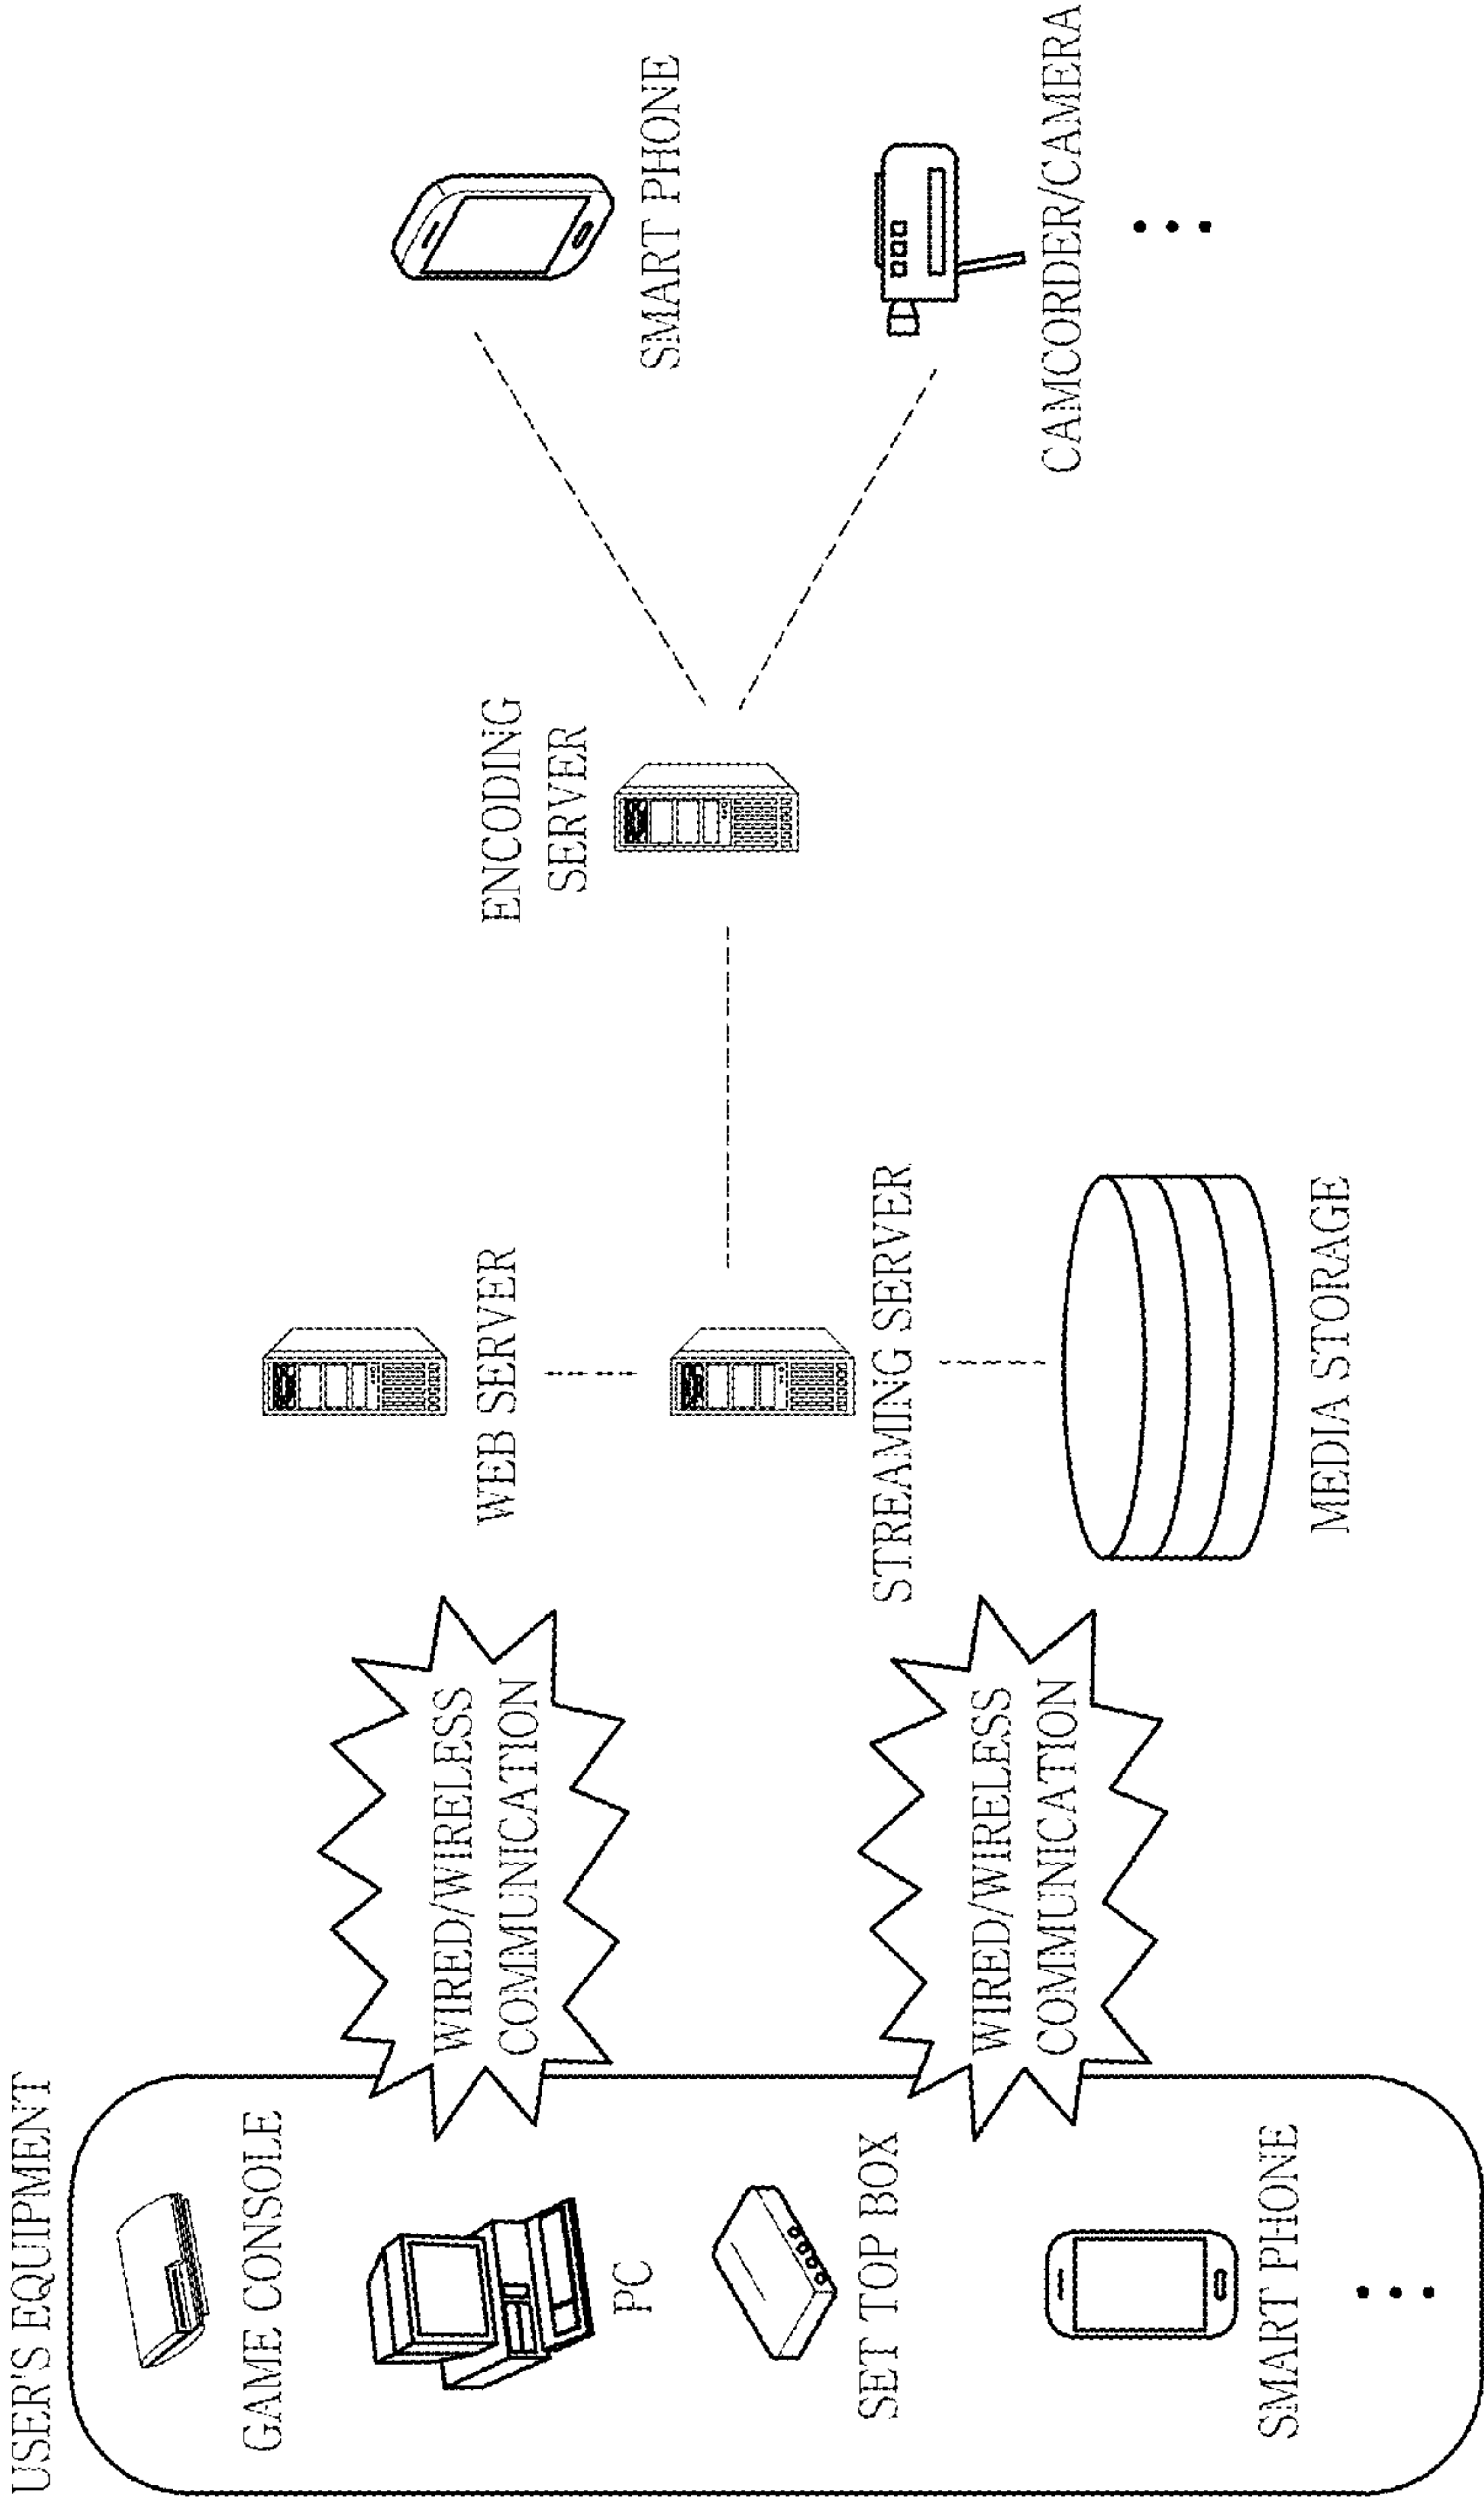 USER'S EQUIPMENT
GAME CONSOLE
PC
SET TOP BOX
SMART PHONE
WIRED/WIRELESS
COMMUNICATION
WIRED/WIRELESS
COMMUNICATION
WEB SERVER
STREAMING SERVER
MEDIA STORAGE
ENCODING
SERVER
SMART PHONE
CAMCORDER/CAMERA